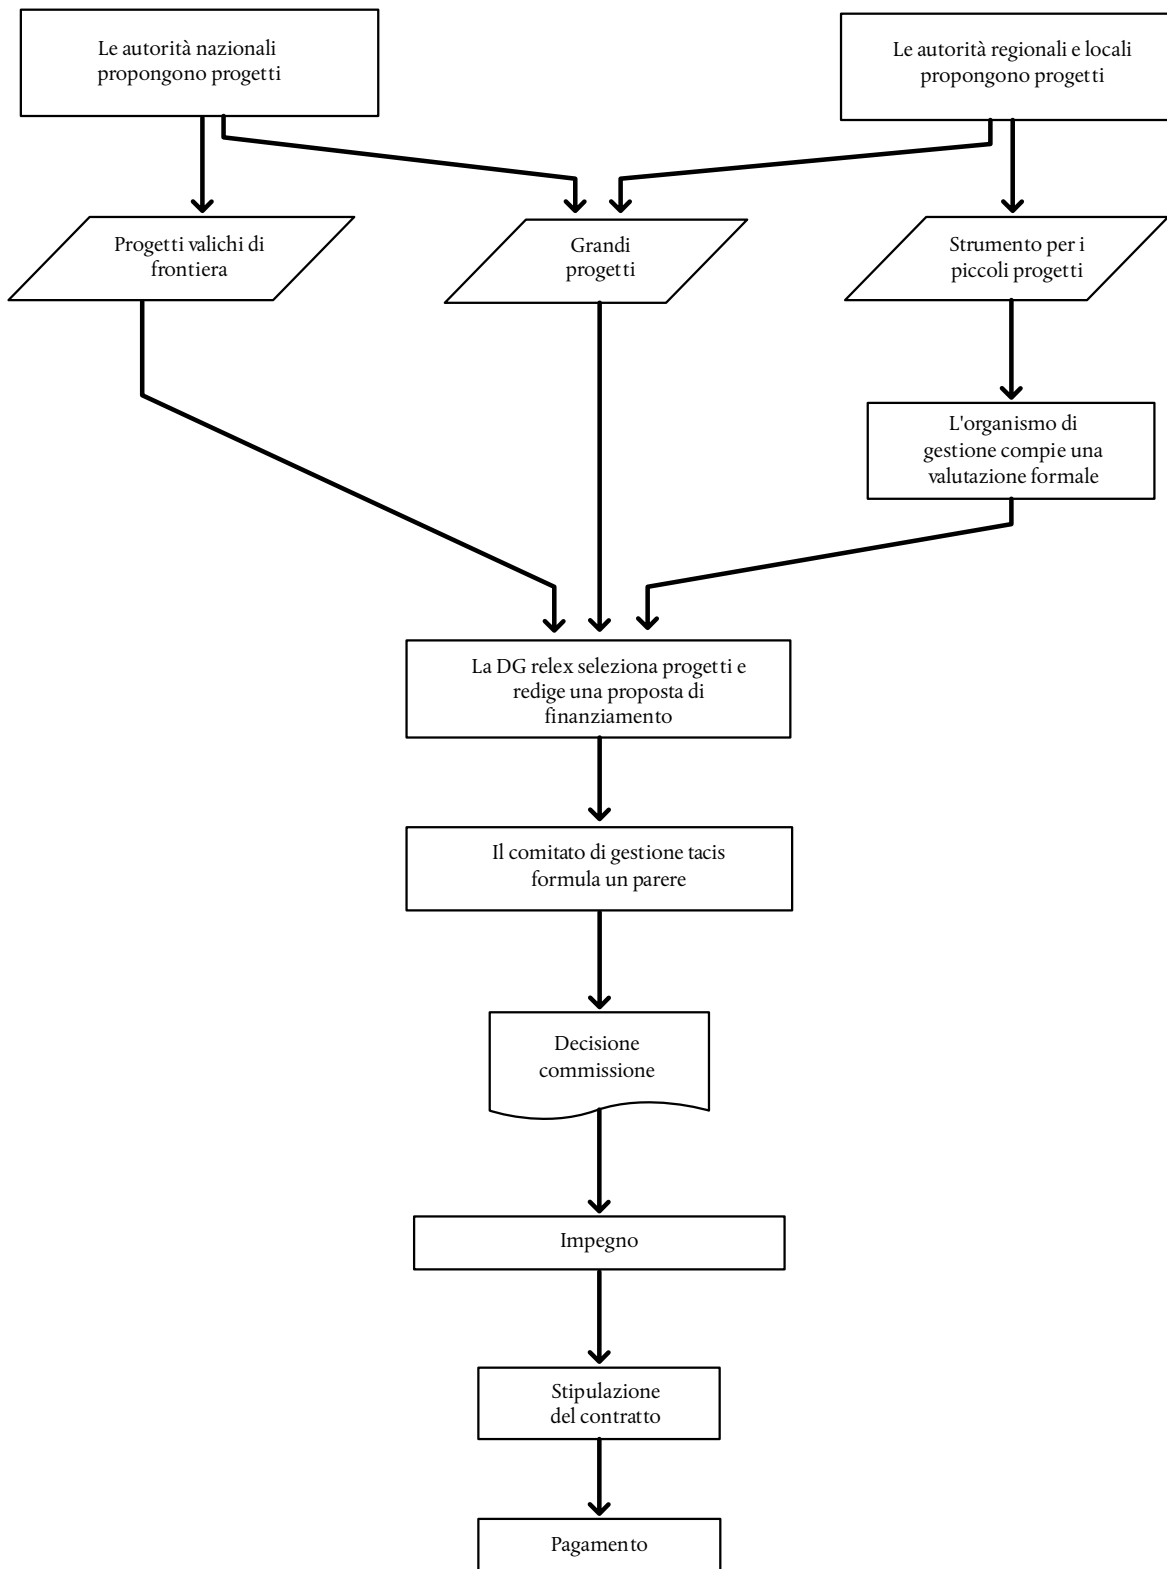 Le autorità nazionali
propongono progetti
Le autorità regionali e locali
propongono progetti
Progetti valichi di
frontiera
Grandi
progetti
Strumento per i
piccoli progetti
L'organismo di
gestione compie una
valutazione formale
La DG relex seleziona progetti e
redige una proposta di
finanziamento
Il comitato di gestione tacis
formula un parere
Decisione
commissione
Impegno
Stipulazione
del contratto
Pagamento